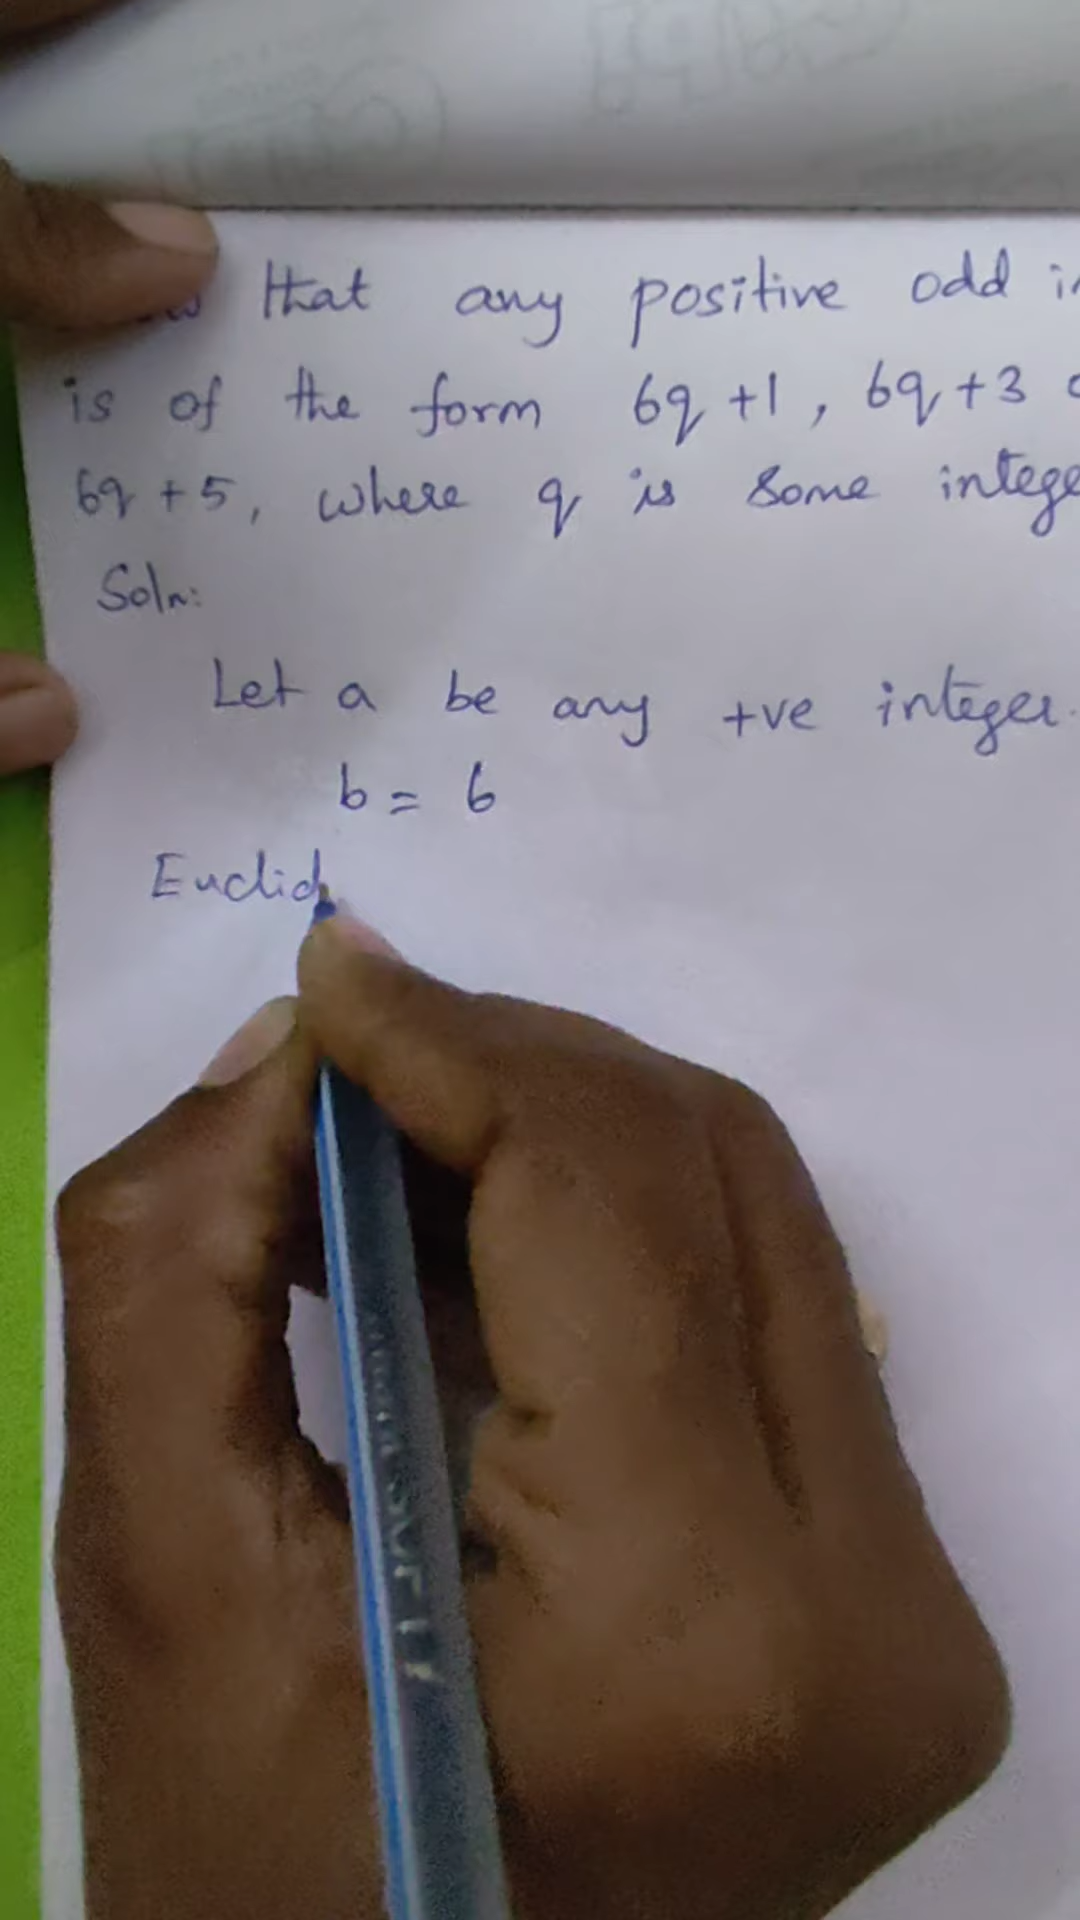 that any positive odd
is of the form 6q +1, 6q +3
6q +5, where q is some intege
Soln:
Let a be any +ve integer.
b = 6
Euclid